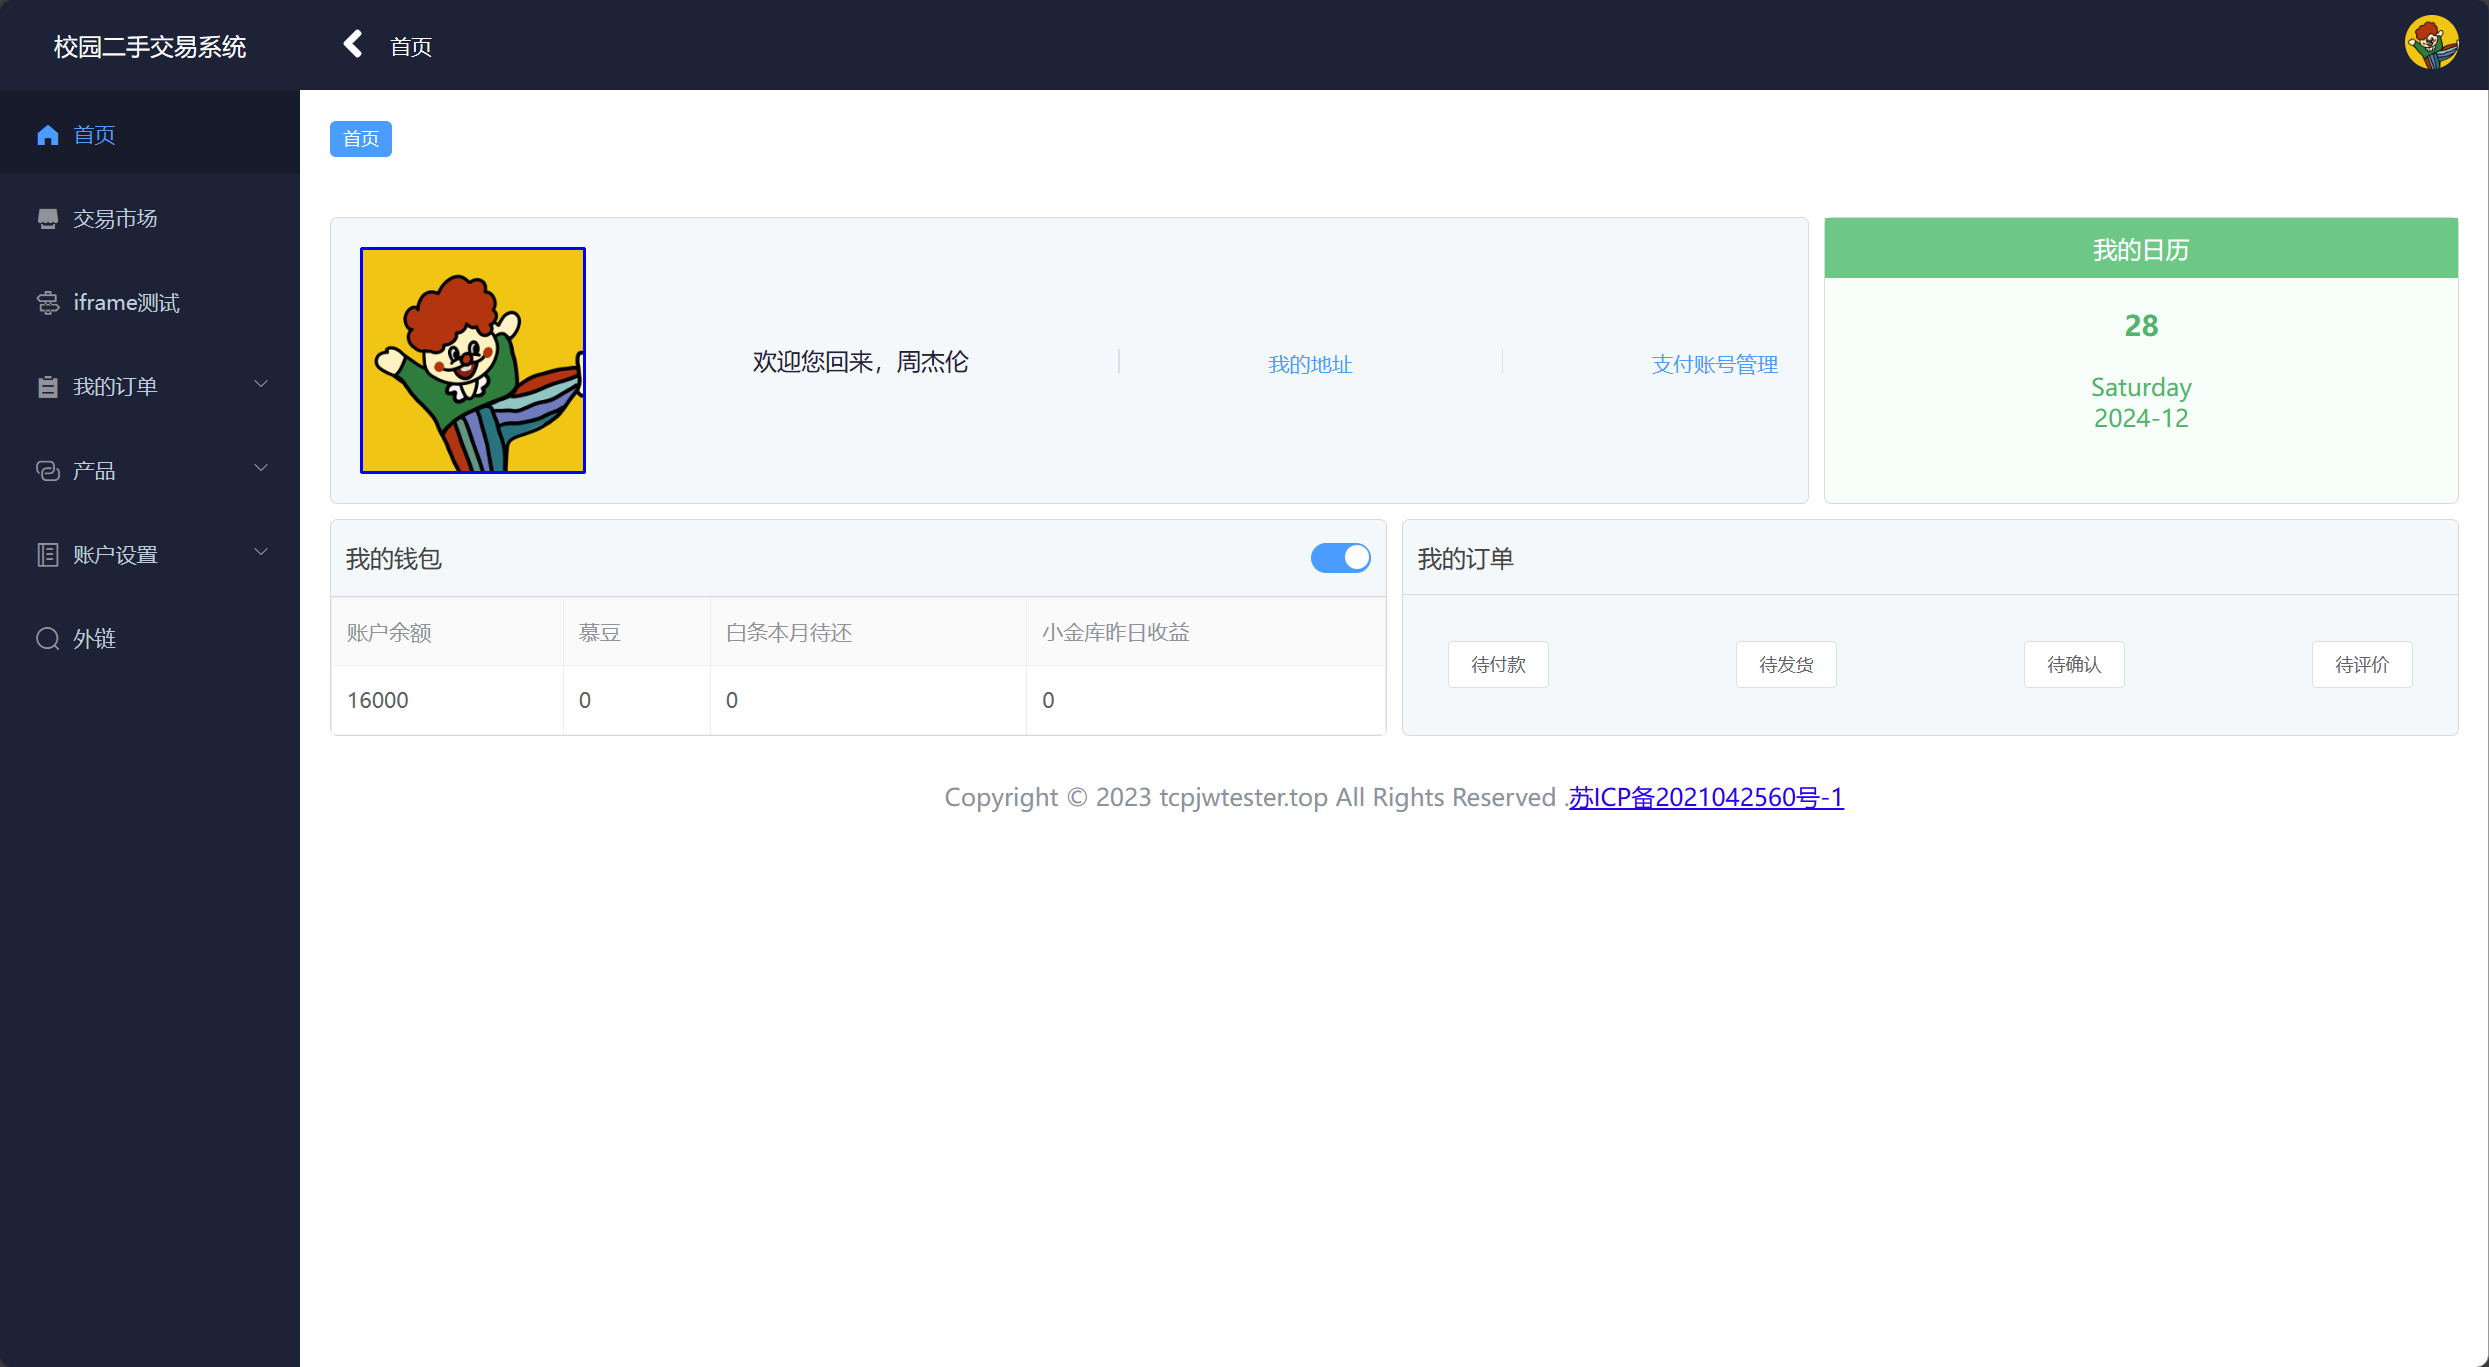 校园二手交易系统
首页
首页
交易市场
iframe测试
我的订单
产品
账户设置
外链
首页
欢迎您回来，周杰伦
我的地址
支付账号管理
我的日历
28
Saturday
2024-12
我的钱包
账户余额 慕豆 白条本月待还 小金库昨日收益
16000 0 0 0
我的订单
待付款 待发货 待确认 待评价
Copyright © 2023 tcpjwtester.top All Rights Reserved .苏ICP备2021042560号-1